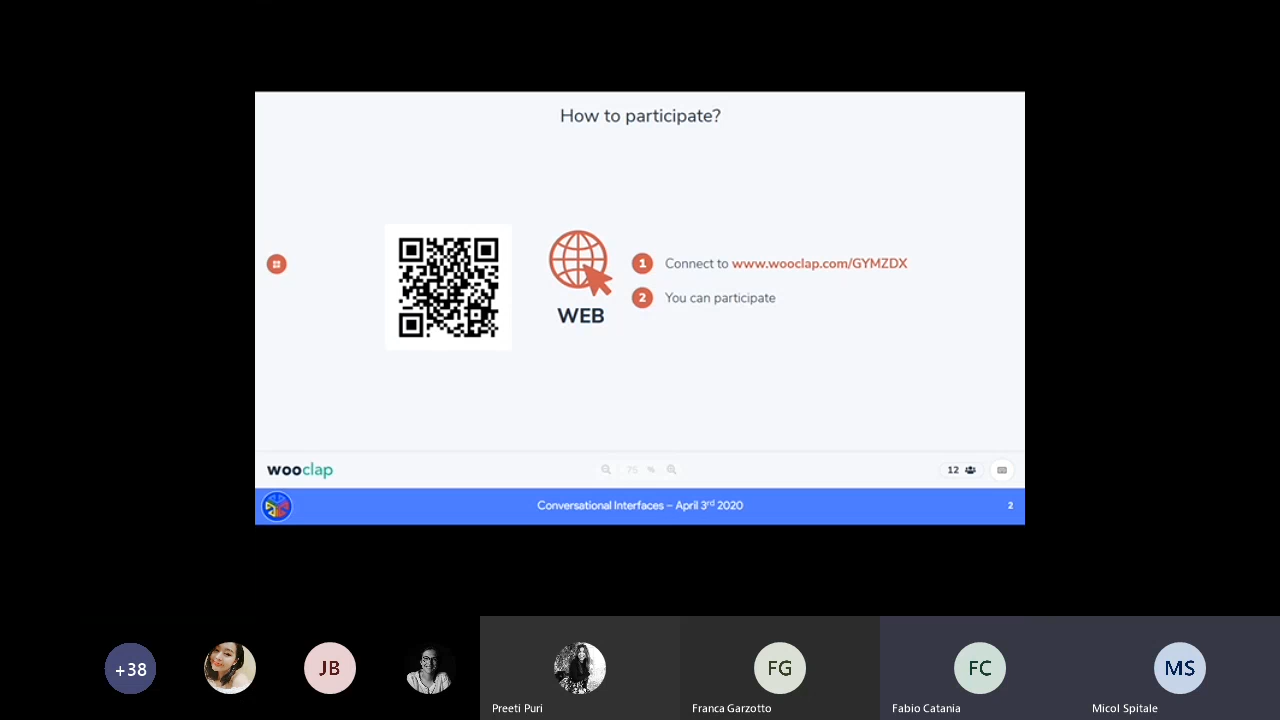 How to participate?
1 Connect to www.wooclap.com/GYMZDX
2 You can participate
WEB
wooclap
75 %
12
Conversational Interfaces – April 3rd 2020
2
+38
JB
FG
FC
MS
Preeti Puri
Franca Garzotto
Fabio Catania
Micol Spitale